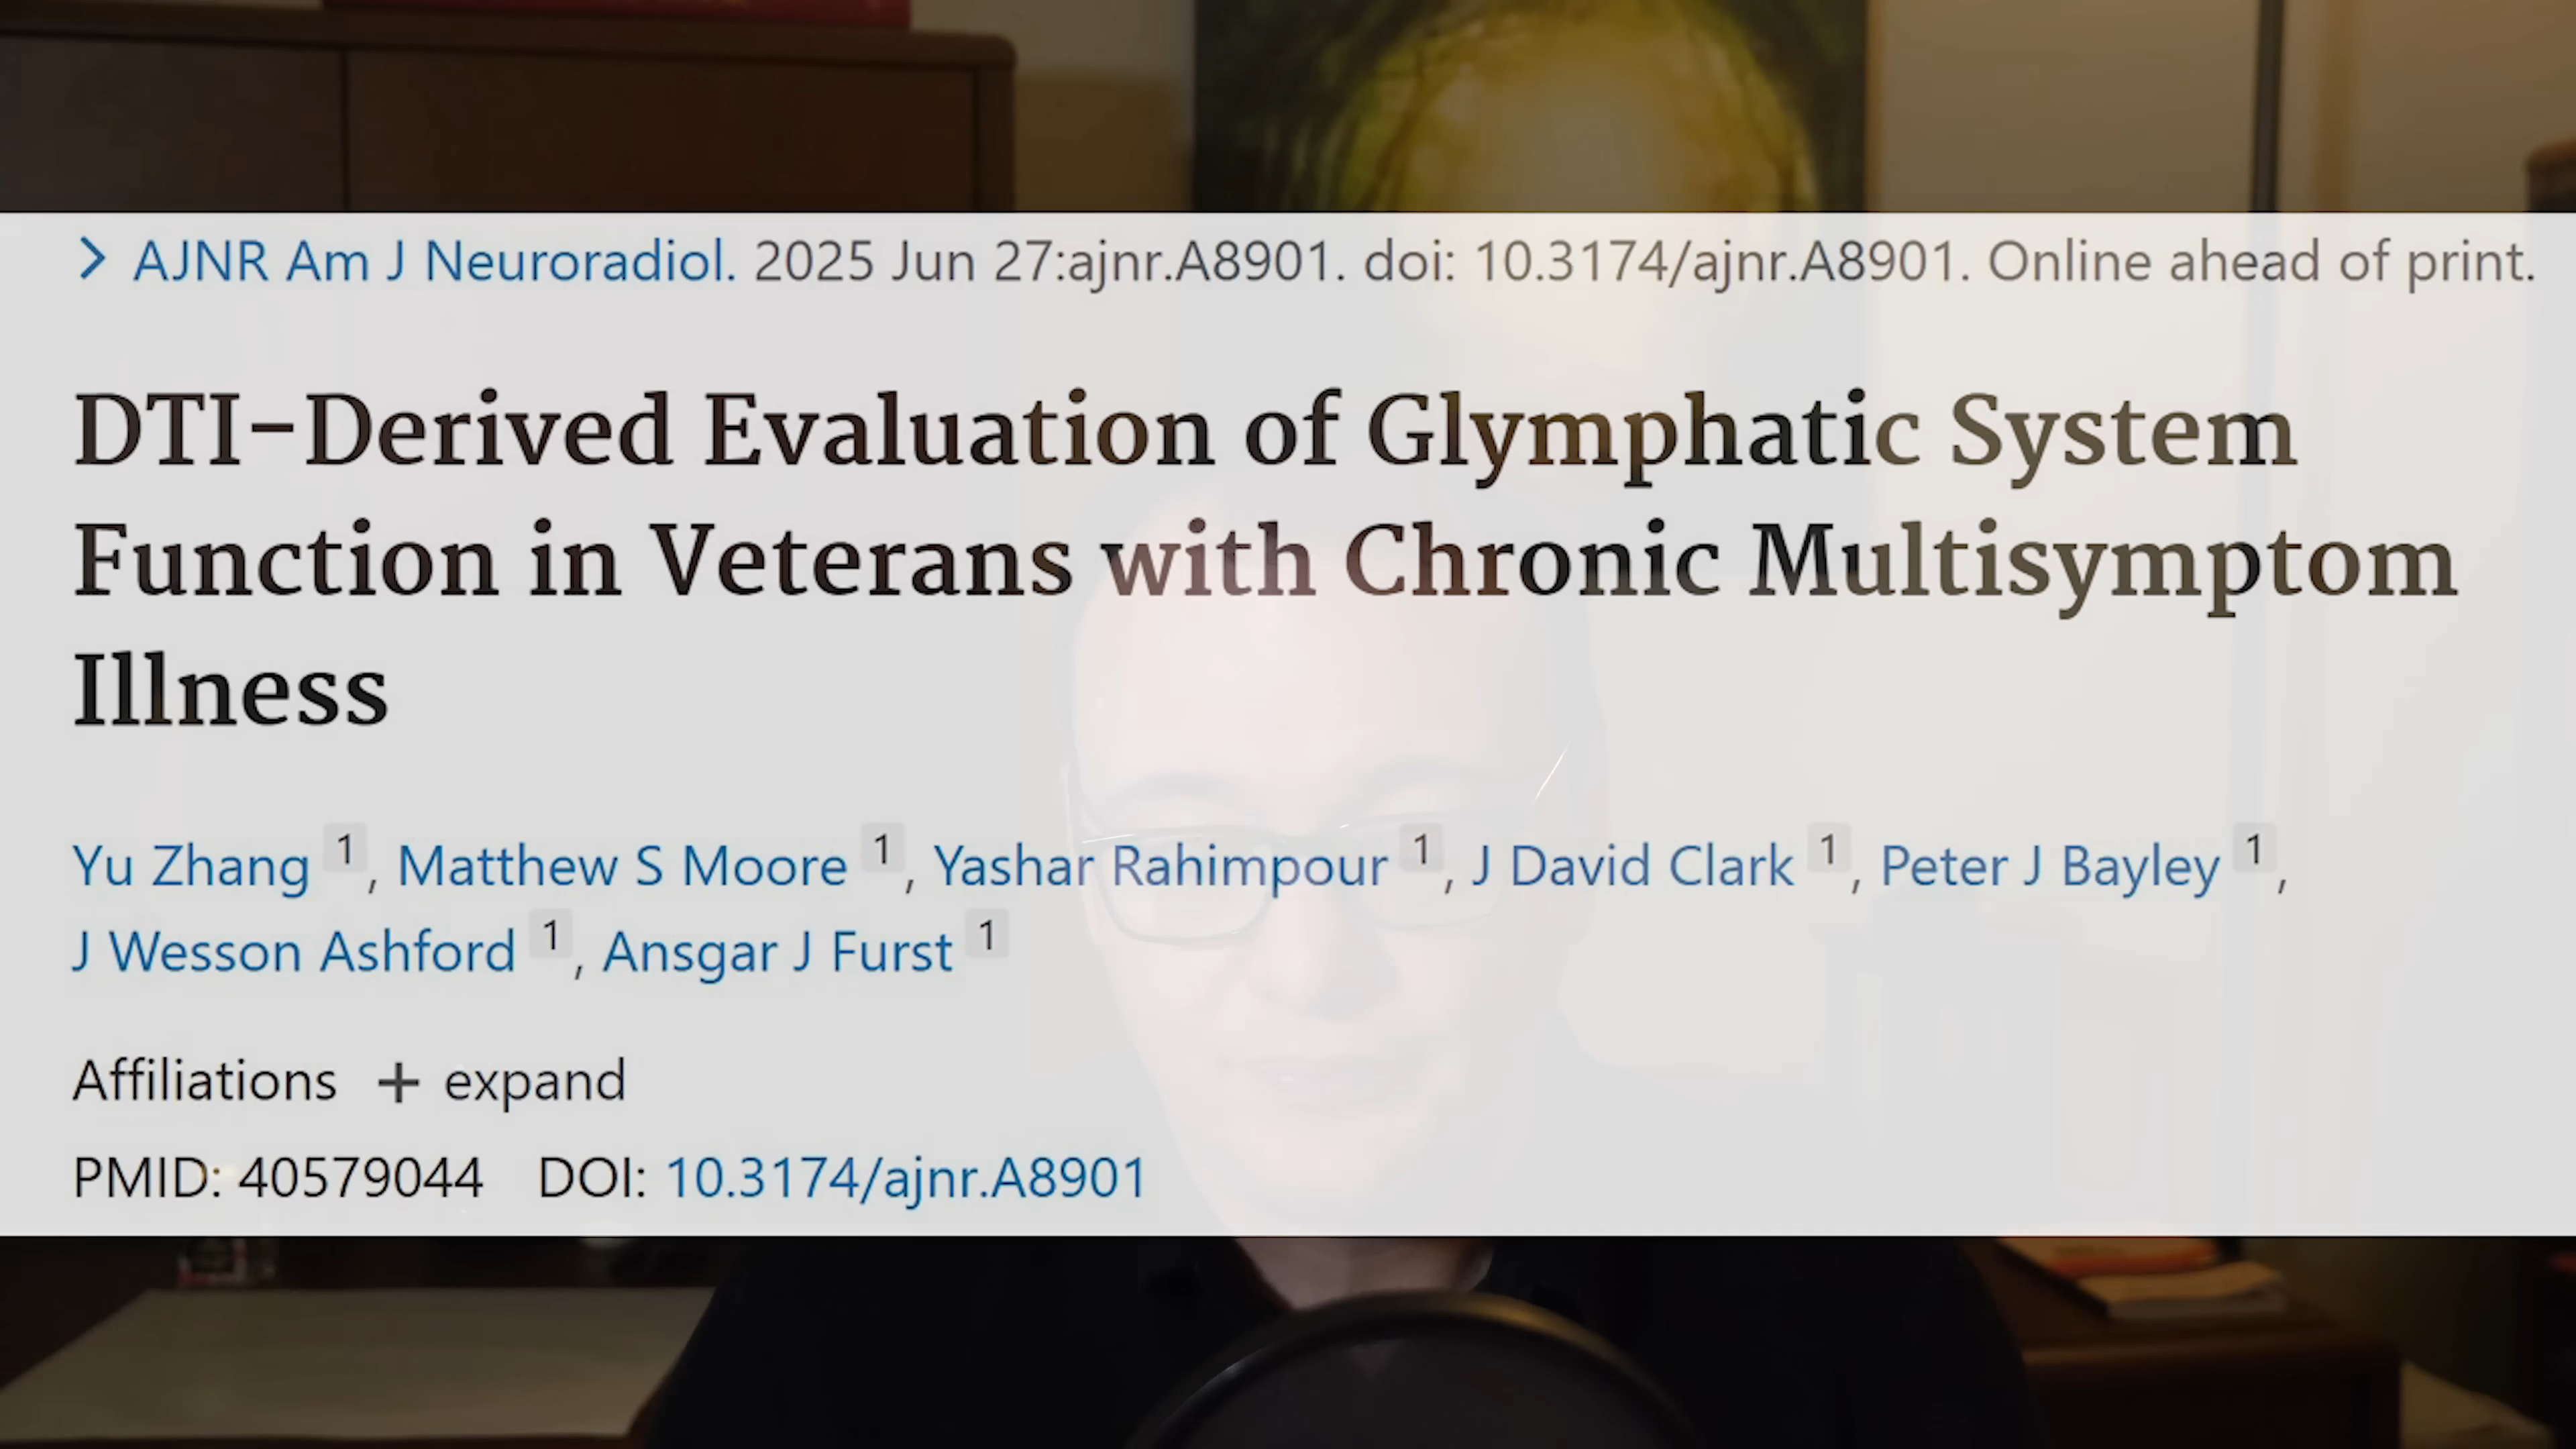 > AJNR Am J Neuroradiol. 2025 Jun 27:ajnr.A8901. doi: 10.3174/ajnr.A8901. Online ahead of print.
DTI-Derived Evaluation of Glymphatic System
Function in Veterans with Chronic Multisymptom
Illness
Yu Zhang 1, Matthew S Moore 1, Yashar Rahimpour 1, J David Clark 1, Peter J Bayley 1,
J Wesson Ashford 1, Ansgar J Furst 1
Affiliations + expand
PMID: 40579044 DOI: 10.3174/ajnr.A8901